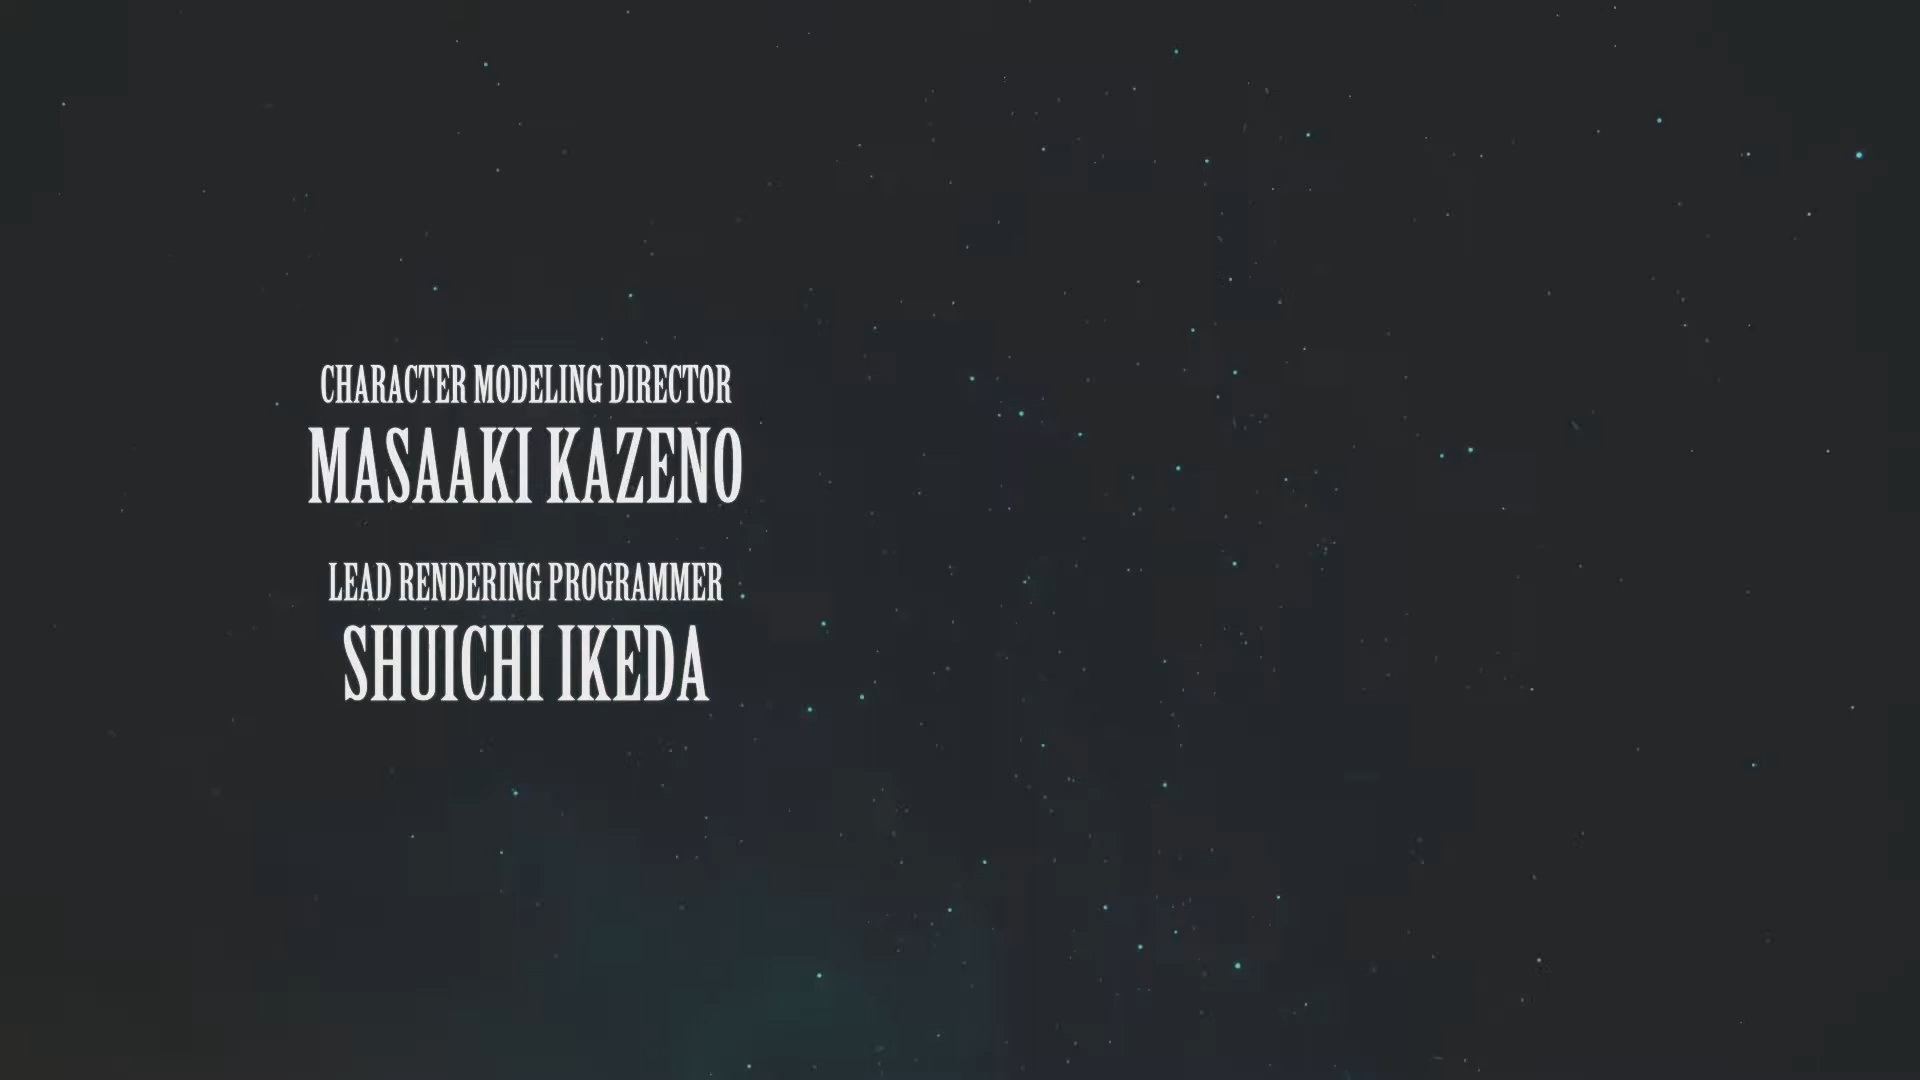 CHARACTER MODELING DIRECTOR
MASAAKI KAZENO
LEAD RENDERING PROGRAMMER
SHUICHI IKEDA